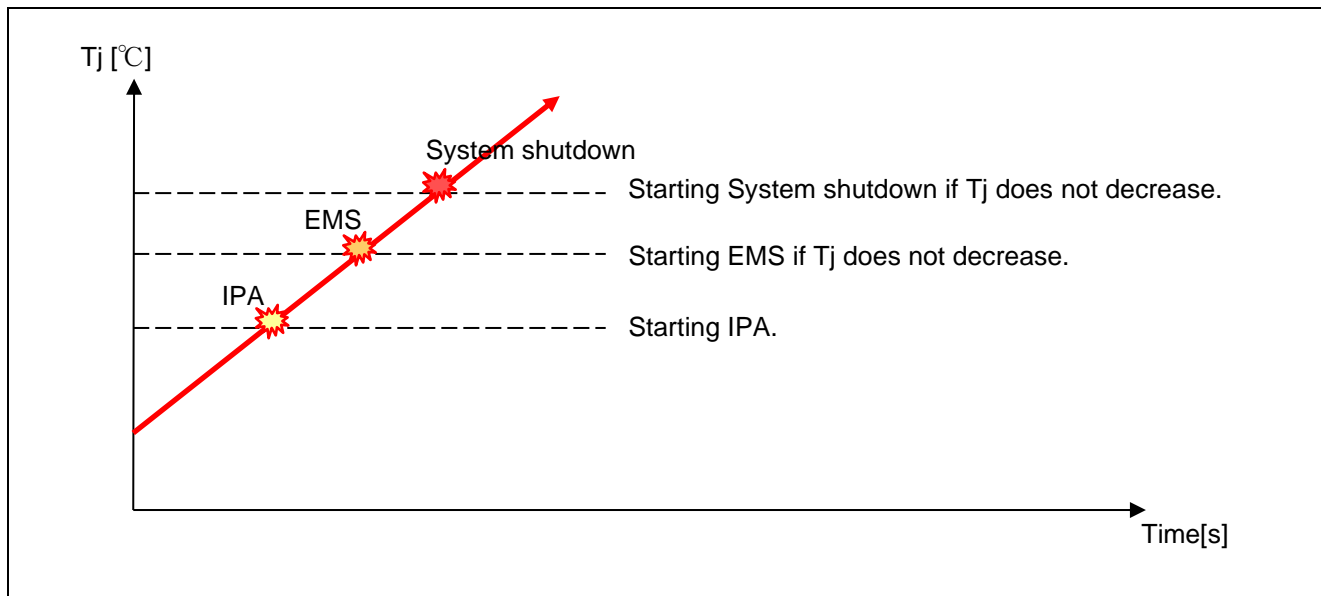 Tj [℃]
System shutdown
Starting System shutdown if Tj does not decrease.
EMS
Starting EMS if Tj does not decrease.
IPA
Starting IPA.
Time[s]